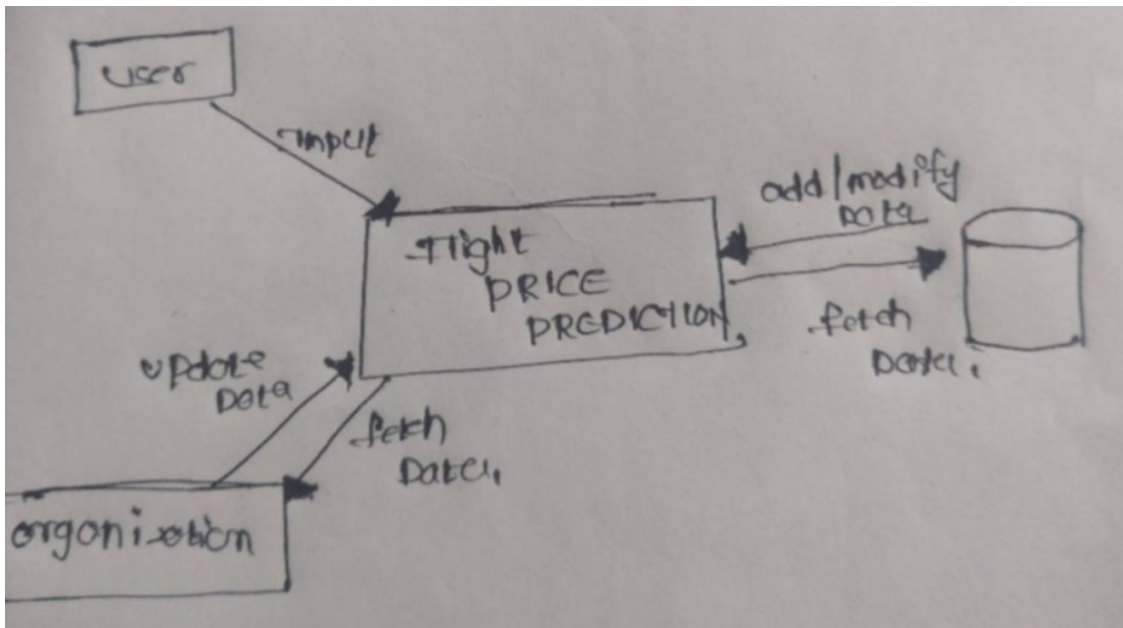 user
Input
add/modify
Data
Flight
PRICE
PREDICTION
fetch
Data
update
Data
fetch
Data
organization